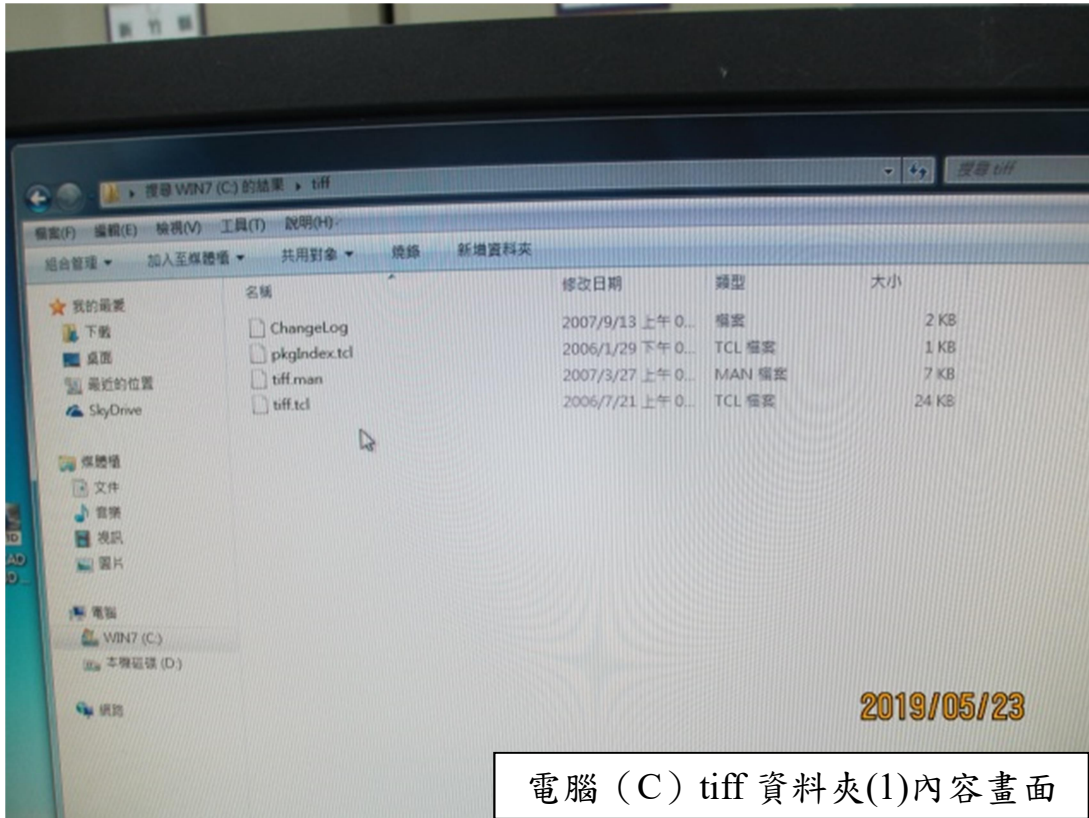 新竹縣
搜尋 WIN7 (C:) 的結果 ▸ tiff
搜尋 tiff
檔案(F) 編輯(E) 檢視(V) 工具(T) 說明(H)
組合管理 加入至媒體櫃 共用對象 燒錄 新增資料夾
名稱 修改日期 類型 大小
ChangeLog 2007/9/13 上午 0... 檔案 2 KB
pkgIndex.tcl 2006/1/29 下午 0... TCL 檔案 1 KB
tiff.man 2007/3/27 上午 0... MAN 檔案 7 KB
tiff.tcl 2006/7/21 上午 0... TCL 檔案 24 KB
我的最愛
下載
桌面
最近的位置
SkyDrive
媒體櫃
文件
音樂
視訊
圖片
電腦
WIN7 (C:)
本機磁碟 (D:)
網路
2019/05/23
電腦（C）tiff 資料夾(1)內容畫面